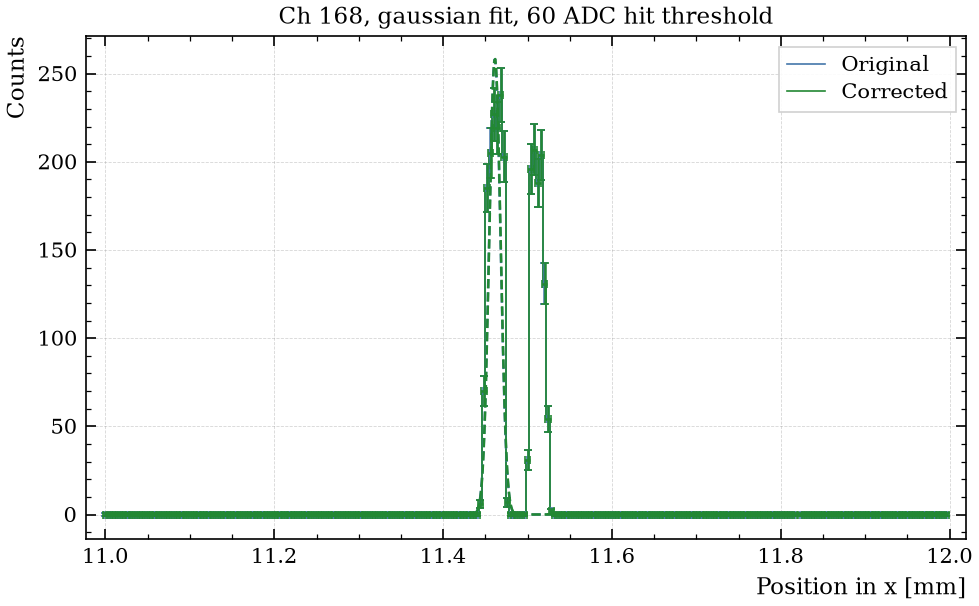 Ch 168, gaussian fit, 60 ADC hit threshold
Counts
Original
Corrected
250
200
150
100
50
0
11.0 11.2 11.4 11.6 11.8 12.0
Position in x [mm]